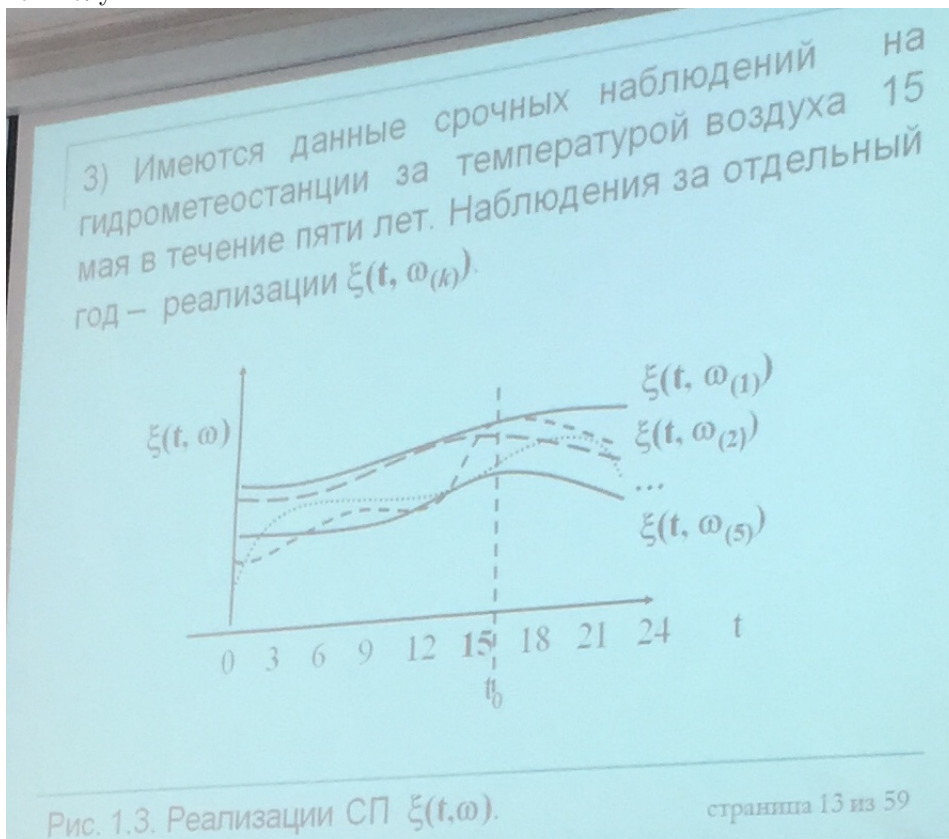 3) Имеются данные срочных наблюдений на
гидрометеостанции за температурой воздуха 15
мая в течение пяти лет. Наблюдения за отдельный
год – реализации ξ(t, ω(k)).
ξ(t, ω(1))
ξ(t, ω)
ξ(t, ω(2))
...
ξ(t, ω(5))
0 3 6 9 12 15 18 21 24 t
t0
Рис. 1.3. Реализации СП ξ(t,ω).
страница 13 из 59